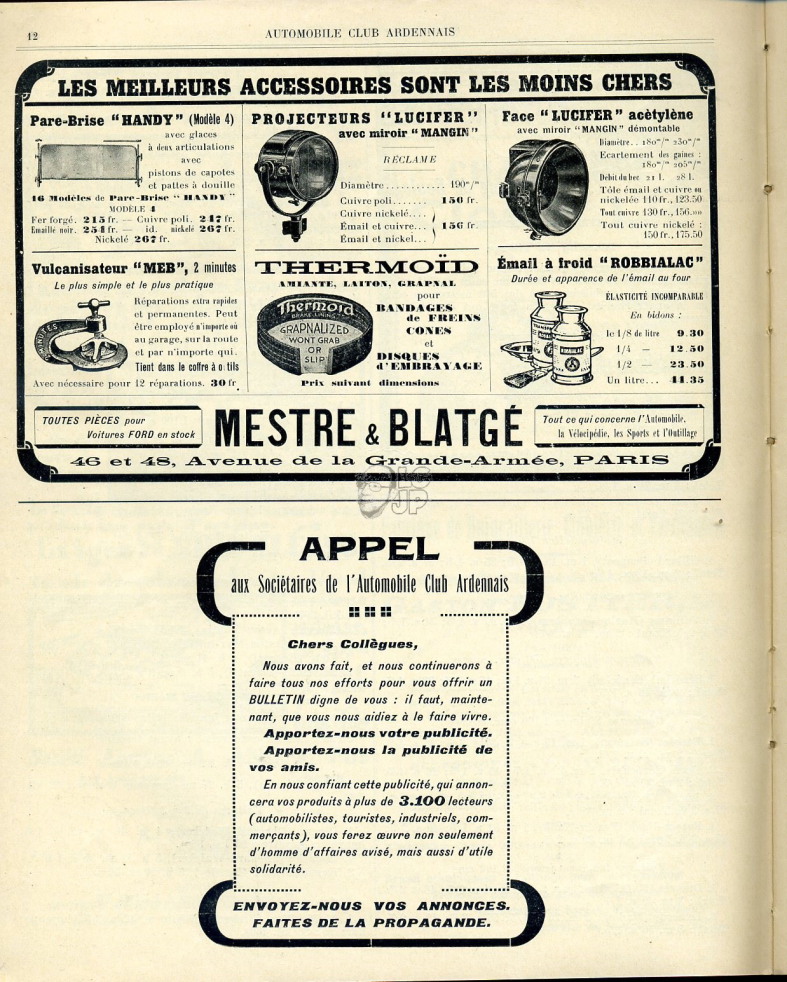 12
AUTOMOBILE CLUB ARDENNAIS
LES MEILLEURS ACCESSOIRES SONT LES MOINS CHERS
Pare-Brise "HANDY" (Modèle 4)
avec glaces
à deux articulations
avec
pistons de capotes
et pattes à douille
16 Modèles de Pare-Brise "HANDY"
MODÈLE 4
Fer forgé. 215 fr. — Cuivre poli. 247 fr.
Emaillé noir. 251 fr. — id. nickelé 267 fr.
Nickelé 267 fr.
PROJECTEURS "LUCIFER"
avec miroir "MANGIN"
RÉCLAME
Diamètre............ 190m/m
Cuivre poli....... 150 fr.
Cuivre nickelé....
Émail et cuivre... 156 fr.
Émail et nickel...
Face "LUCIFER" acètylène
avec miroir "MANGIN" démontable
Diamètre.. 180m/m 230m/m
Ecartement des gaines :
180m/m 205m/m
Débit du bec 21 l. 28 l.
Tôle émail et cuivre ou
nickelée 110 fr., 123.50
Tout cuivre 130 fr., 156.
Tout cuivre nickelé :
150 fr., 175.50
Vulcanisateur "MEB", 2 minutes
Le plus simple et le plus pratique
Réparations extra rapides
et permanentes. Peut
être employé n'importe où
au garage, sur la route
et par n'importe qui.
Tient dans le coffre à outils
Avec nécessaire pour 12 réparations. 30 fr
THERMOÏD
AMIANTE, LAITON, GRAPNAL
pour
BANDAGES
de FREINS
CONES
et
DISQUES
d'EMBRAYAGE
Thermoid
BRAKE LINING
GRAPNALIZED
WONT GRAB
OR
SLIP
Prix suivant dimensions
Émail à froid "ROBBIALAC"
Durée et apparence de l'émail au four
ÉLASTICITÉ INCOMPARABLE
En bidons :
le 1/8 de litre 9.30
1/4 — 12.50
1/2 — 23.50
Un litre... 44.35
ROBBIALAC
TOUTES PIÈCES pour
Voitures FORD en stock
MESTRE & BLATGÉ
Tout ce qui concerne l'Automobile,
la Vélocipédie, les Sports et l'Outillage
46 et 48, Avenue de la Grande-Armée, PARIS
LC
JP
APPEL
aux Sociétaires de l'Automobile Club Ardennais
Chers Collègues,
Nous avons fait, et nous continuerons à
faire tous nos efforts pour vous offrir un
BULLETIN digne de vous : il faut, mainte-
nant, que vous nous aidiez à le faire vivre.
Apportez-nous votre publicité.
Apportez-nous la publicité de
vos amis.
En nous confiant cette publicité, qui annon-
cera vos produits à plus de 3.100 lecteurs
(automobilistes, touristes, industriels, com-
merçants), vous ferez œuvre non seulement
d'homme d'affaires avisé, mais aussi d'utile
solidarité.
ENVOYEZ-NOUS VOS ANNONCES.
FAITES DE LA PROPAGANDE.